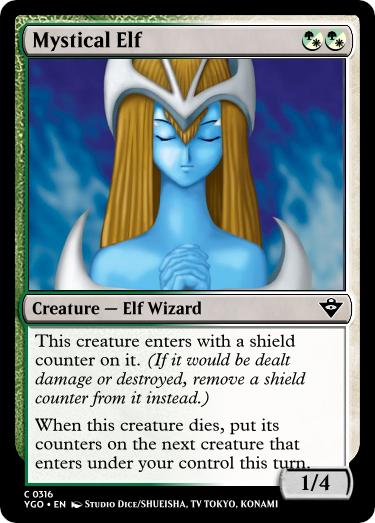 Mystical Elf
Creature — Elf Wizard
This creature enters with a shield
counter on it. (If it would be dealt
damage or destroyed, remove a shield
counter from it instead.)
When this creature dies, put its
counters on the next creature that
enters under your control this turn.
1/4
C 0316
YGO • EN Studio Dice/SHUEISHA, TV TOKYO, KONAMI